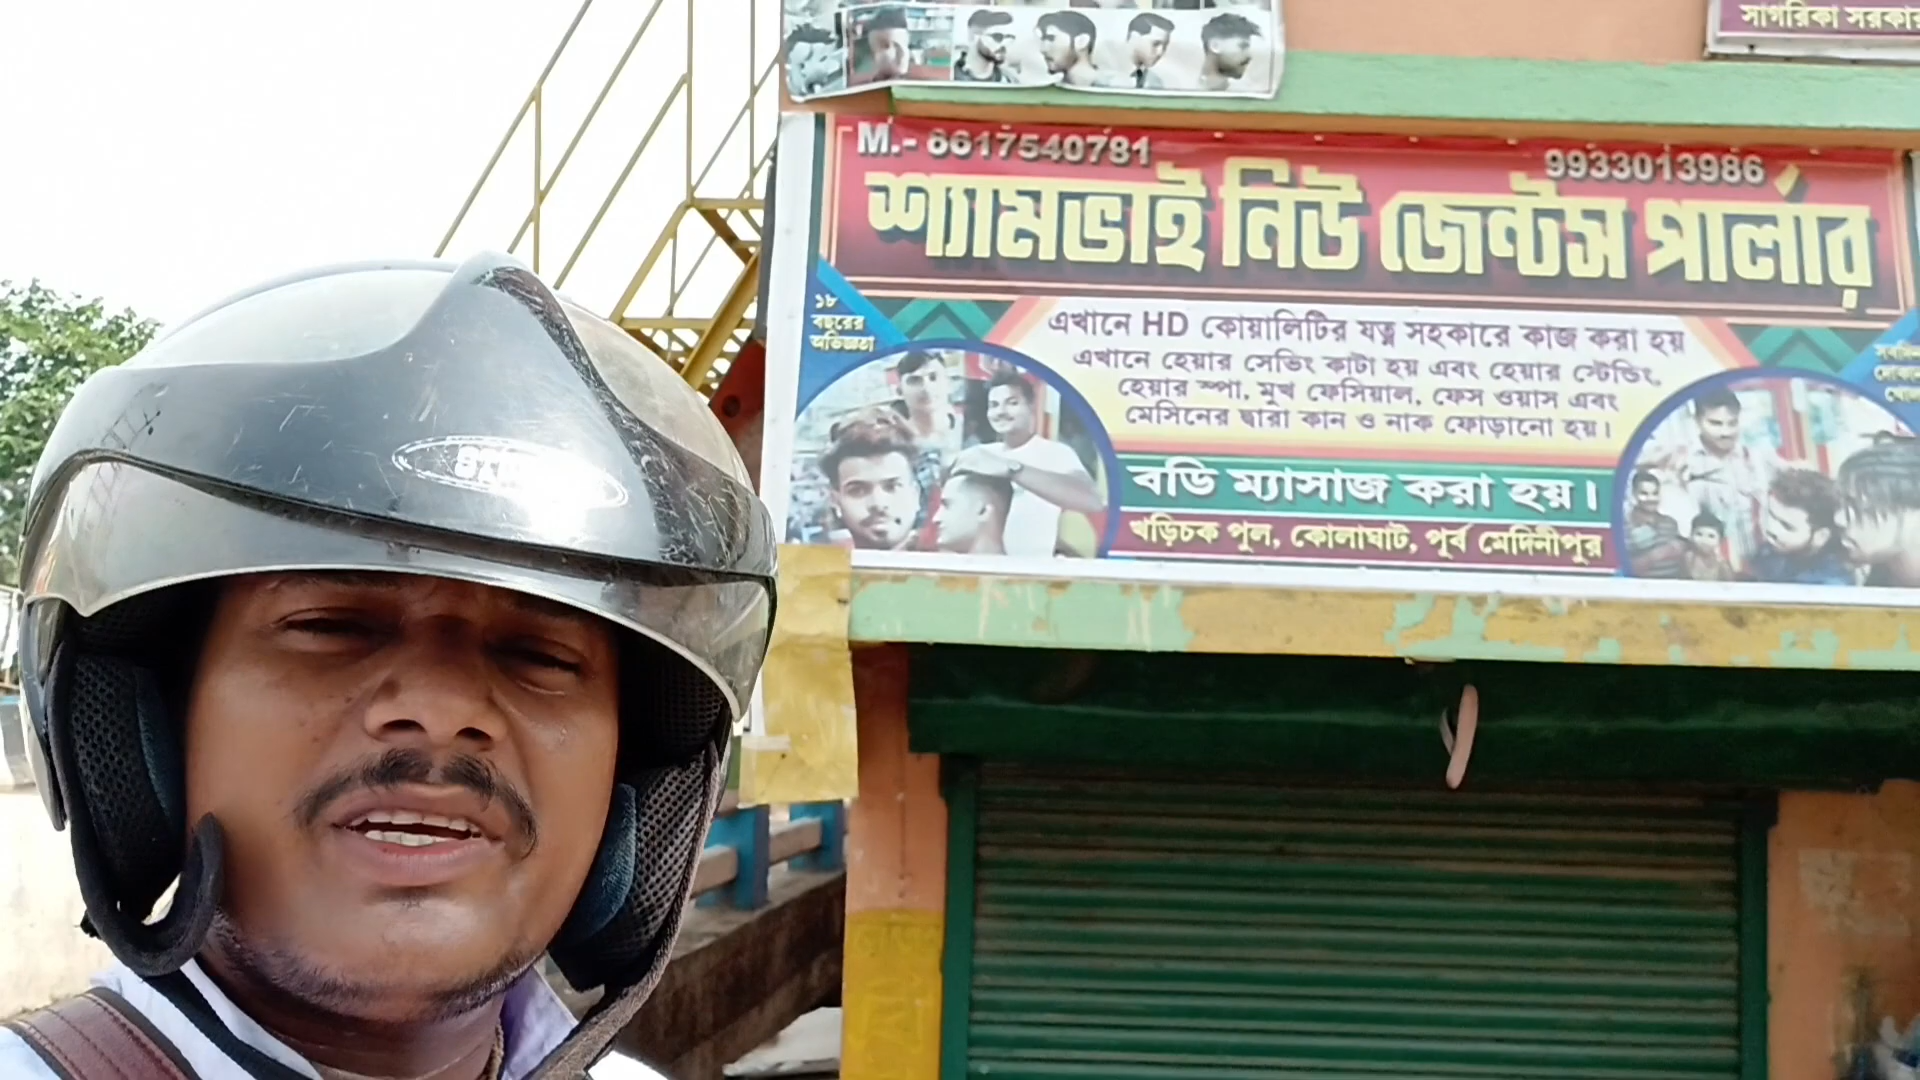 সাগরিকা সরকার
M.- 8617540781
9933013986
শ্যামভাই নিউ জেন্টস পার্লার
১৮
বছরের
অভিজ্ঞতা
এখানে HD কোয়ালিটির যত্ন সহকারে কাজ করা হয়
এখানে হেয়ার সেভিং কাটা হয় এবং হেয়ার স্টেন্ডিং,
হেয়ার স্পা, মুখ ফেসিয়াল, ফেস ওয়াস এবং
মেসিনের দ্বারা কান ও নাক ফোড়ানো হয়।
বডি ম্যাসাজ করা হয়।
খড়িচক পুল, কোলাঘাট, পূর্ব মেদিনীপুর